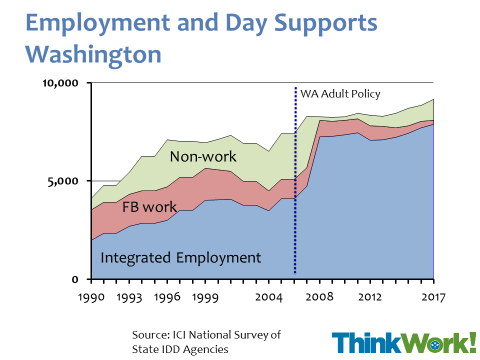 Employment and Day Supports
Washington
10,000
WA Adult Policy
Non-work
5,000
FB work
Integrated Employment
0
1990 1993 1996 1999 2004 2008 2012 2017
Source: ICI National Survey of
State IDD Agencies
ThinkWork!